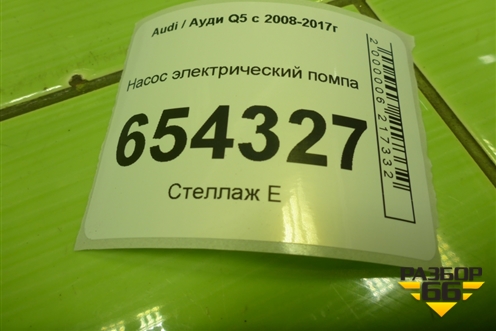 Audi / Ауди Q5 с 2008-2017г
Насос электрический помпа
654327
Стеллаж Е
2000006217332
РАЗБОР
66